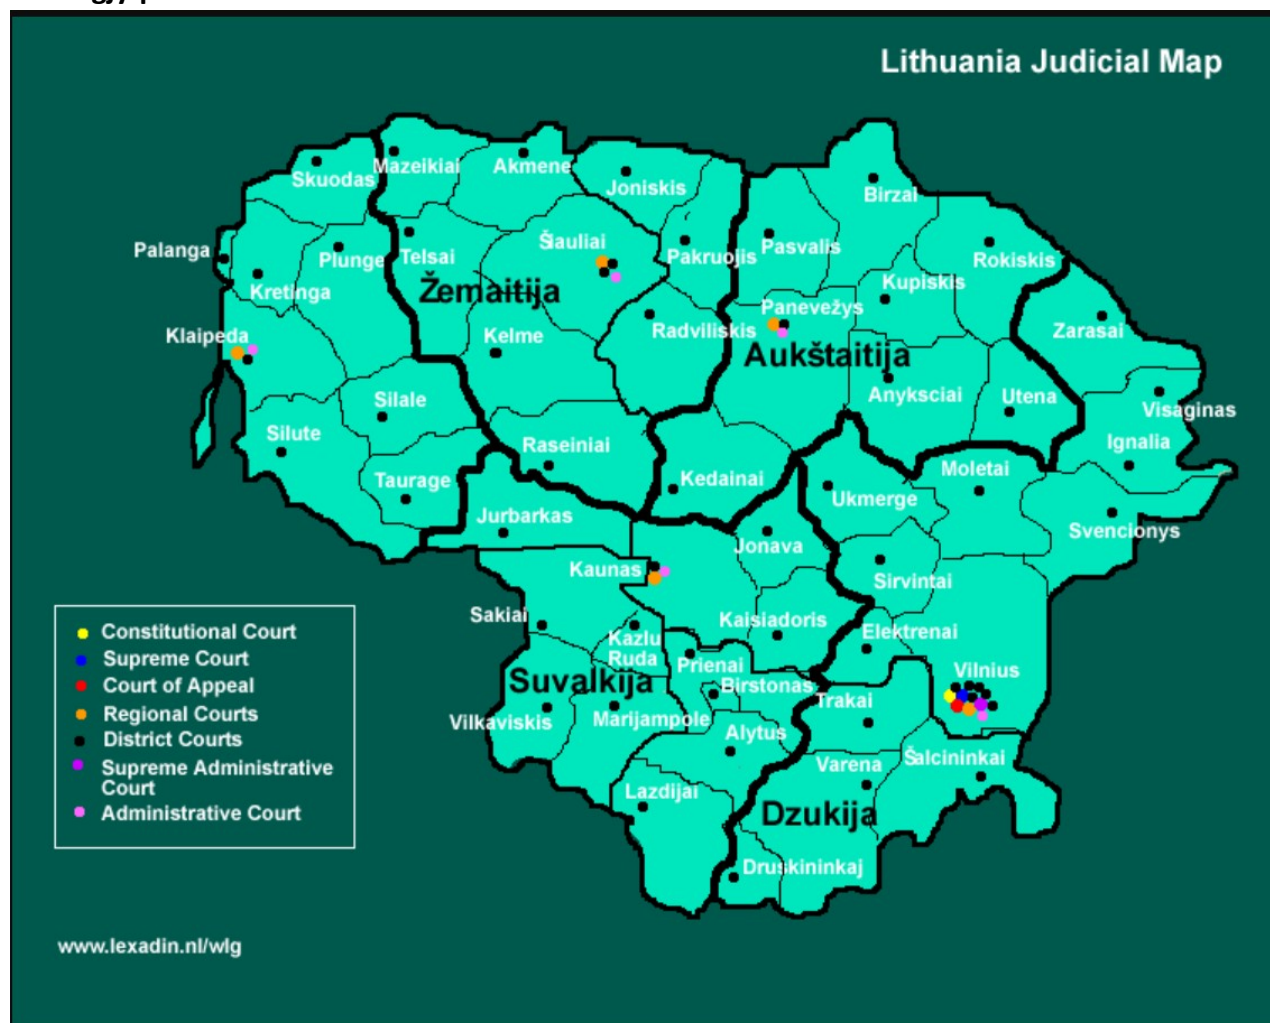 Lithuania Judicial Map
Skuodas
Mazeikiai
Akmene
Joniskis
Birzai
Palanga
Plunge
Telsai
Šiauliai
Pakruojis
Pasvalis
Rokiskis
Kretinga
Žemaitija
Kupiskis
Klaipeda
Kelme
Radviliskis
Panevežys
Zarasai
Aukštaitija
Silale
Anyksciai
Utena
Visaginas
Silute
Raseiniai
Ignalia
Taurage
Kedainai
Ukmerge
Moletai
Jurbarkas
Svencionys
Jonava
Kaunas
Sirvintai
Sakiai
Kaisiadoris
Elektrenai
Kazlu
Ruda
Prienai
Vilnius
Suvalkija
Birstonas
Trakai
Vilkaviskis
Marijampole
Alytus
Varena
Šalcininkai
Lazdijai
Dzukija
Druskininkaj
Constitutional Court
Supreme Court
Court of Appeal
Regional Courts
District Courts
Supreme Administrative
Court
Administrative Court
www.lexadin.nl/wlg